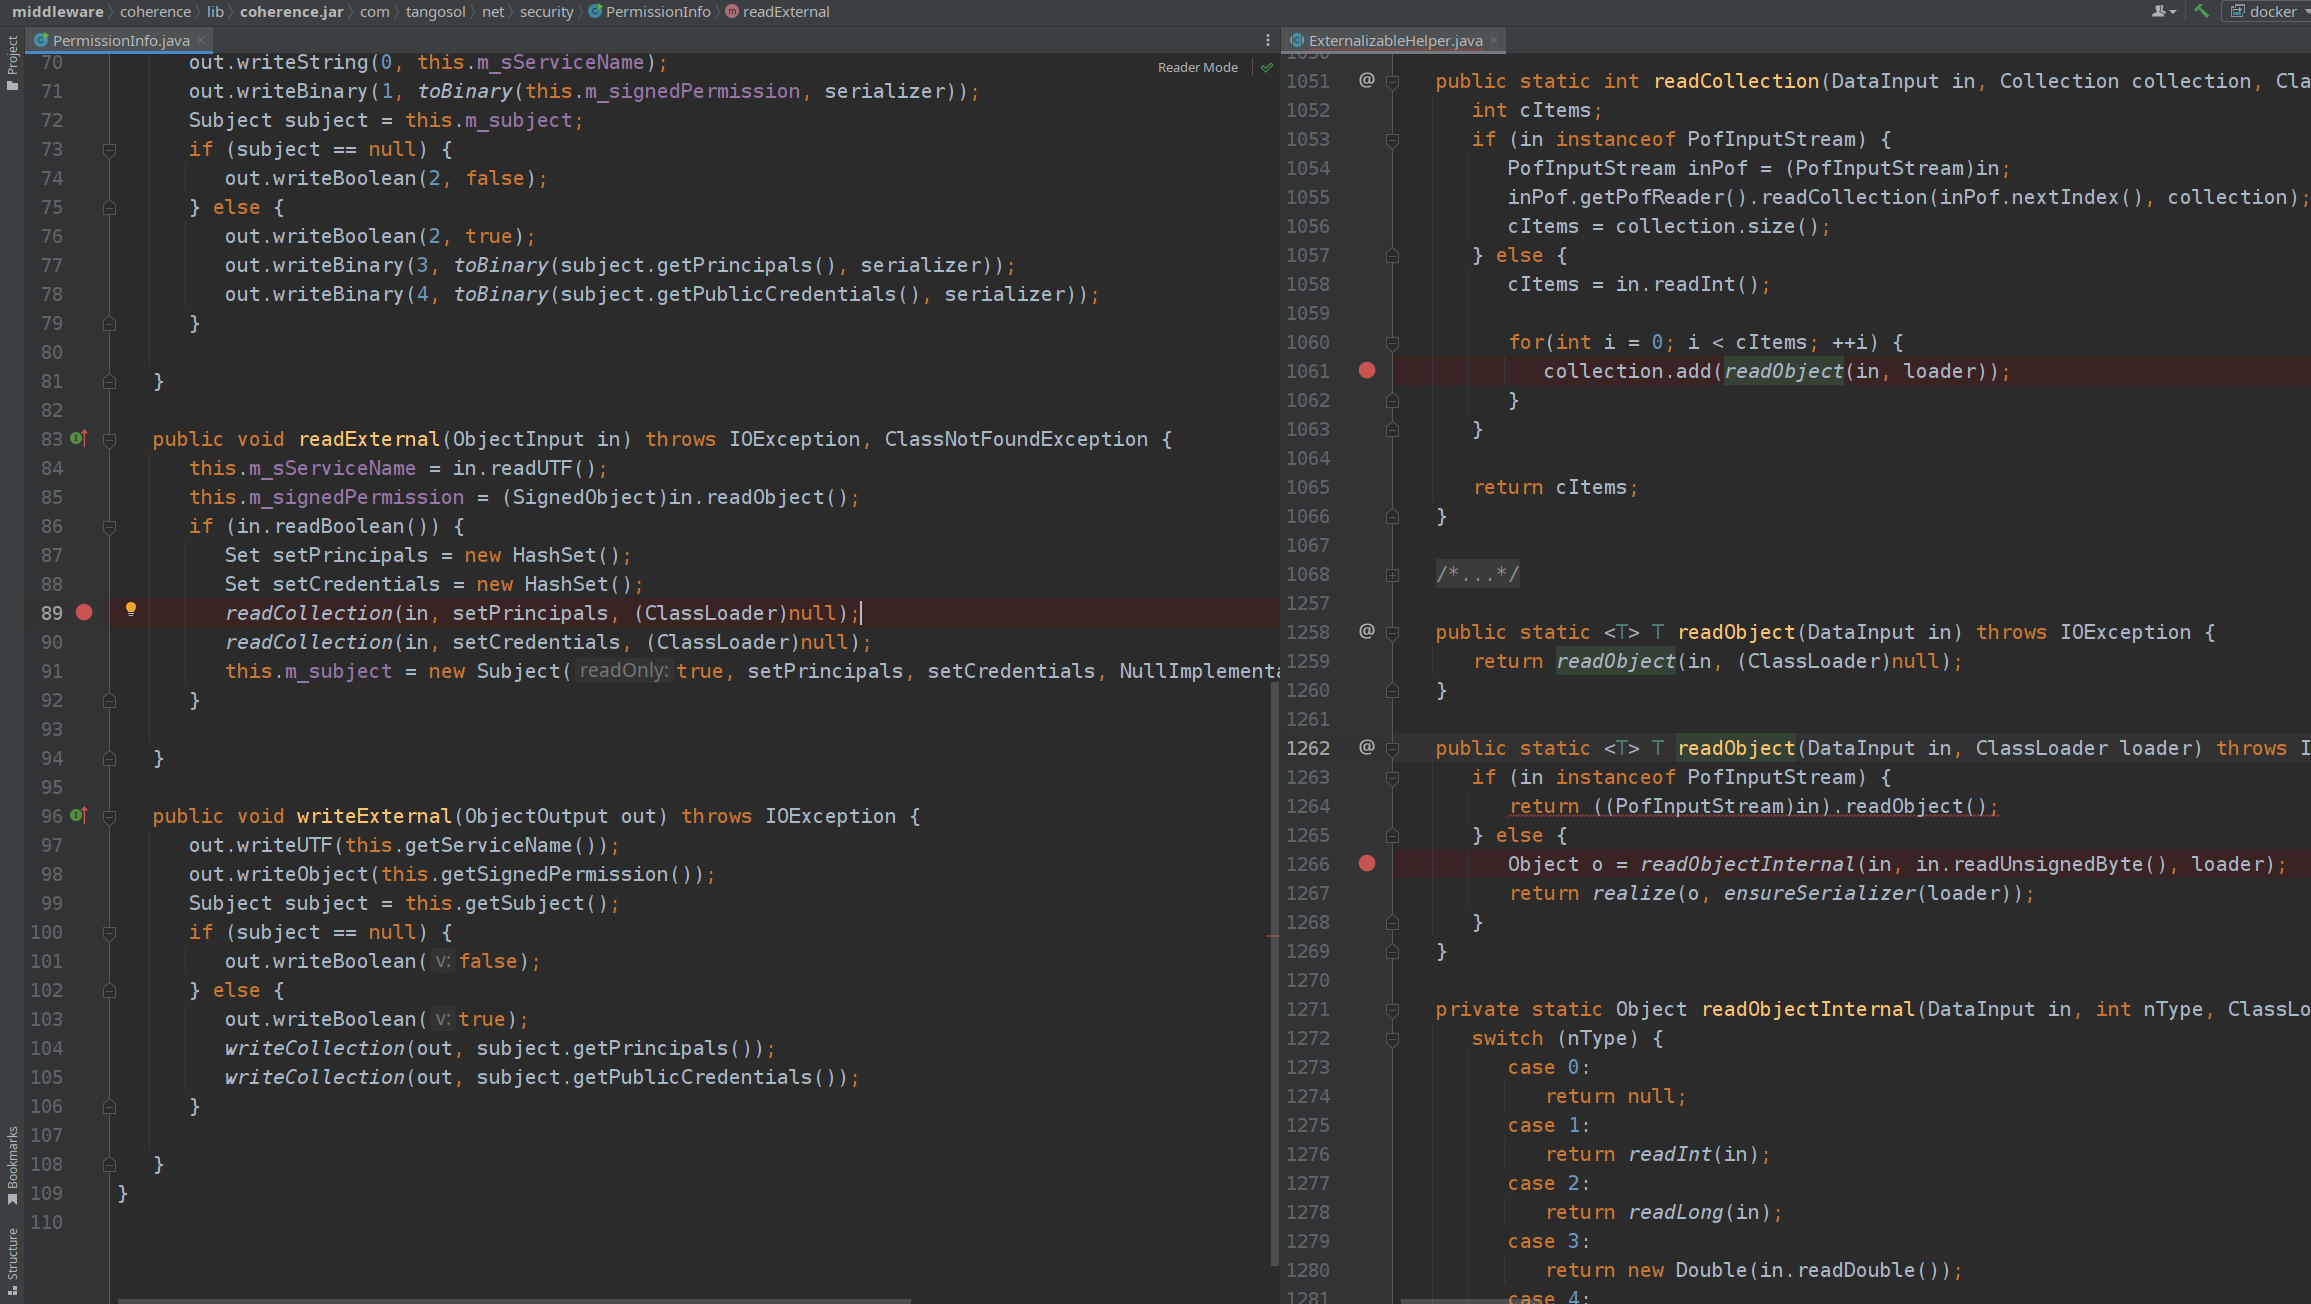 middleware › coherence › lib › coherence.jar › com › tangosol › net › security › PermissionInfo › readExternal
docker
Project
Bookmarks
Structure
PermissionInfo.java
Reader Mode
70 out.writeString(0, this.m_sServiceName);
71 out.writeBinary(1, toBinary(this.m_signedPermission, serializer));
72 Subject subject = this.m_subject;
73 if (subject == null) {
74 out.writeBoolean(2, false);
75 } else {
76 out.writeBoolean(2, true);
77 out.writeBinary(3, toBinary(subject.getPrincipals(), serializer));
78 out.writeBinary(4, toBinary(subject.getPublicCredentials(), serializer));
79 }
80
81 }
82
83 public void readExternal(ObjectInput in) throws IOException, ClassNotFoundException {
84 this.m_sServiceName = in.readUTF();
85 this.m_signedPermission = (SignedObject)in.readObject();
86 if (in.readBoolean()) {
87 Set setPrincipals = new HashSet();
88 Set setCredentials = new HashSet();
89 readCollection(in, setPrincipals, (ClassLoader)null);
90 readCollection(in, setCredentials, (ClassLoader)null);
91 this.m_subject = new Subject( readOnly: true, setPrincipals, setCredentials, NullImplementa
92 }
93
94 }
95
96 public void writeExternal(ObjectOutput out) throws IOException {
97 out.writeUTF(this.getServiceName());
98 out.writeObject(this.getSignedPermission());
99 Subject subject = this.getSubject();
100 if (subject == null) {
101 out.writeBoolean( v: false);
102 } else {
103 out.writeBoolean( v: true);
104 writeCollection(out, subject.getPrincipals());
105 writeCollection(out, subject.getPublicCredentials());
106 }
107
108 }
109 }
110
ExternalizableHelper.java
1050
1051 @ public static int readCollection(DataInput in, Collection collection, Cla
1052 int cItems;
1053 if (in instanceof PofInputStream) {
1054 PofInputStream inPof = (PofInputStream)in;
1055 inPof.getPofReader().readCollection(inPof.nextIndex(), collection);
1056 cItems = collection.size();
1057 } else {
1058 cItems = in.readInt();
1059
1060 for(int i = 0; i < cItems; ++i) {
1061 collection.add(readObject(in, loader));
1062 }
1063 }
1064
1065 return cItems;
1066 }
1067
1068 /*...*/
1257
1258 @ public static <T> T readObject(DataInput in) throws IOException {
1259 return readObject(in, (ClassLoader)null);
1260 }
1261
1262 @ public static <T> T readObject(DataInput in, ClassLoader loader) throws I
1263 if (in instanceof PofInputStream) {
1264 return ((PofInputStream)in).readObject();
1265 } else {
1266 Object o = readObjectInternal(in, in.readUnsignedByte(), loader);
1267 return realize(o, ensureSerializer(loader));
1268 }
1269 }
1270
1271 private static Object readObjectInternal(DataInput in, int nType, ClassLo
1272 switch (nType) {
1273 case 0:
1274 return null;
1275 case 1:
1276 return readInt(in);
1277 case 2:
1278 return readLong(in);
1279 case 3:
1280 return new Double(in.readDouble());
1281 case 4: